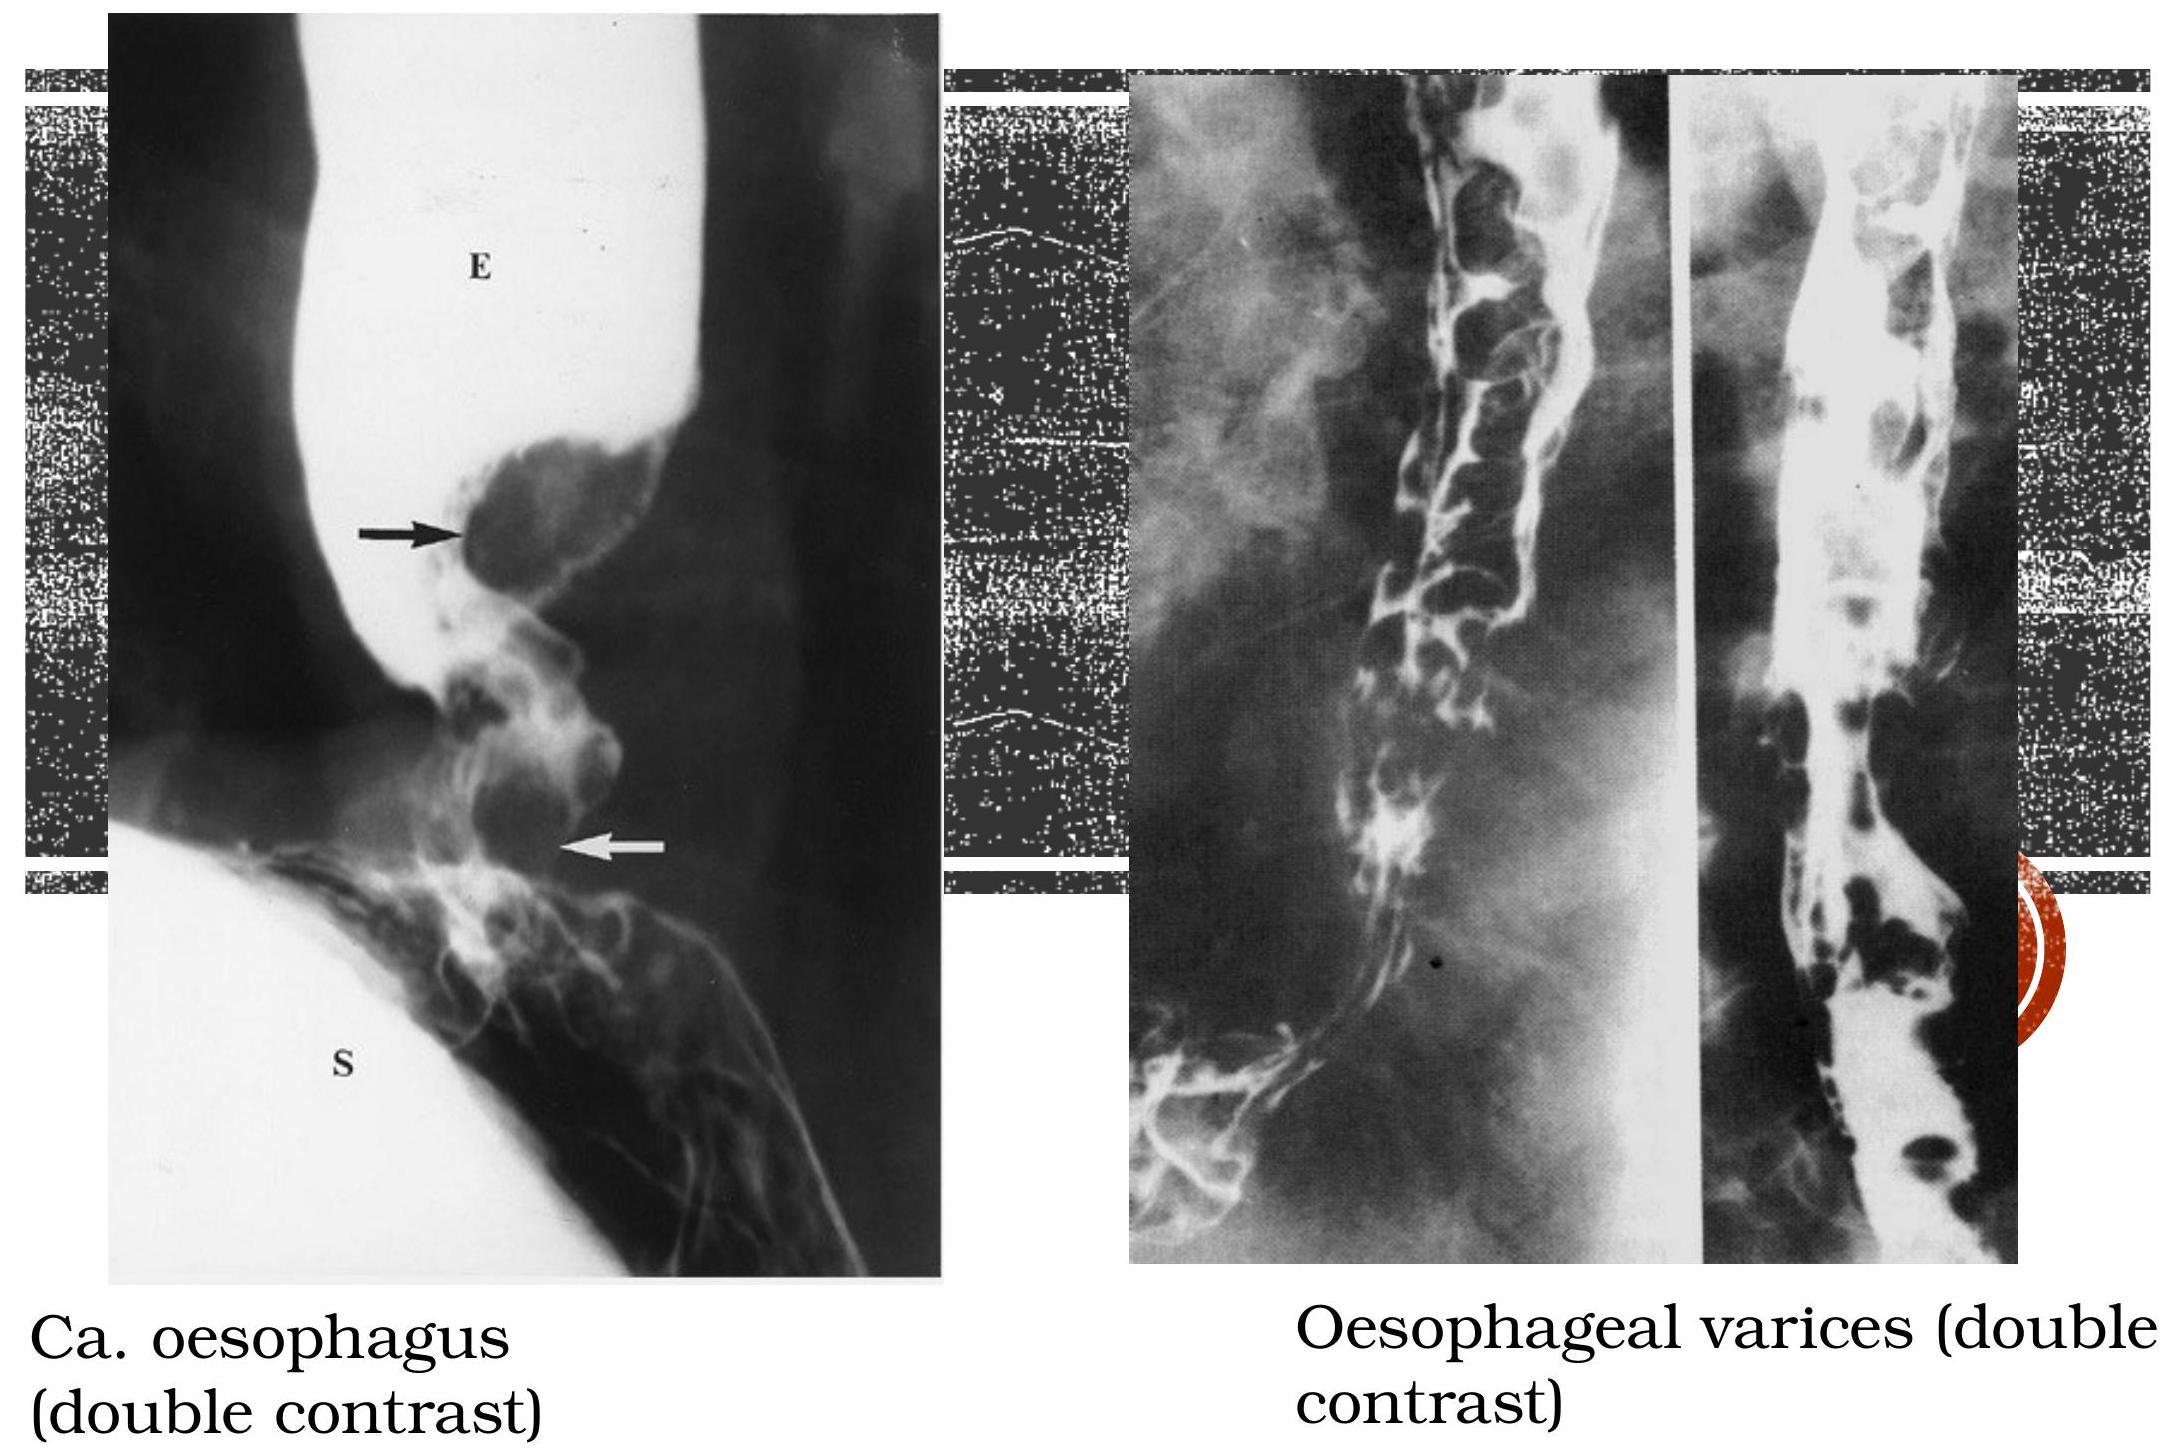 E
S
Ca. oesophagus
(double contrast)
Oesophageal varices (double
contrast)